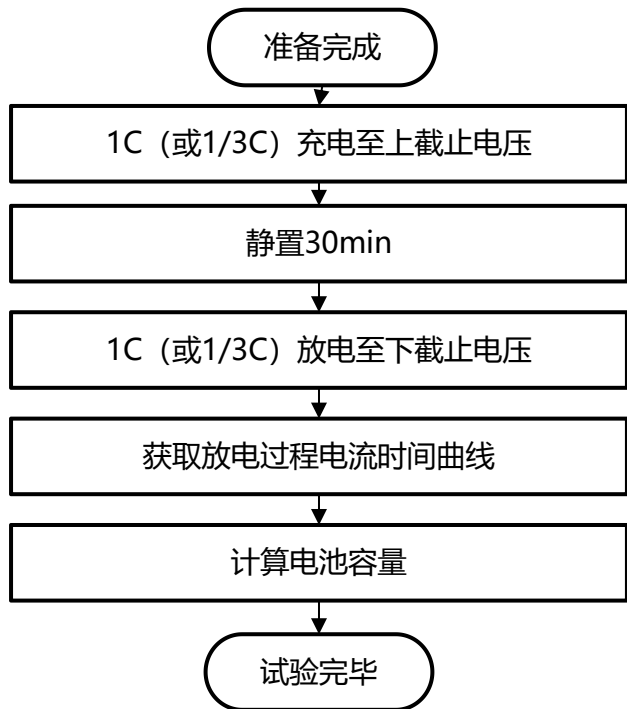 准备完成
1C（或1/3C）充电至上截止电压
静置30min
1C（或1/3C）放电至下截止电压
获取放电过程电流时间曲线
计算电池容量
试验完毕